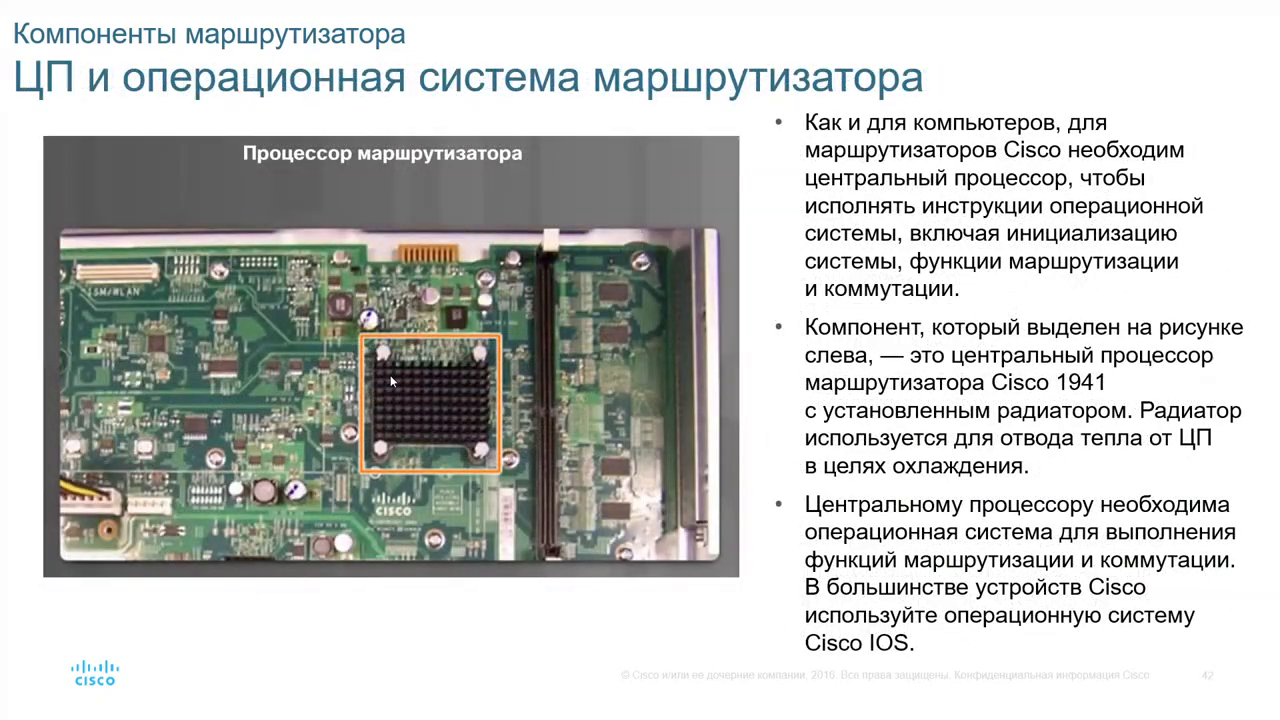 Компоненты маршрутизатора
ЦП и операционная система маршрутизатора
Процессор маршрутизатора
ISM/WLAN
CISCO
• Как и для компьютеров, для
маршрутизаторов Cisco необходим
центральный процессор, чтобы
исполнять инструкции операционной
системы, включая инициализацию
системы, функции маршрутизации
и коммутации.
• Компонент, который выделен на рисунке
слева, — это центральный процессор
маршрутизатора Cisco 1941
с установленным радиатором. Радиатор
используется для отвода тепла от ЦП
в целях охлаждения.
• Центральному процессору необходима
операционная система для выполнения
функций маршрутизации и коммутации.
В большинстве устройств Cisco
используйте операционную систему
Cisco IOS.
CISCO
© Cisco и/или ее дочерние компании, 2016. Все права защищены. Конфиденциальная информация Cisco
42